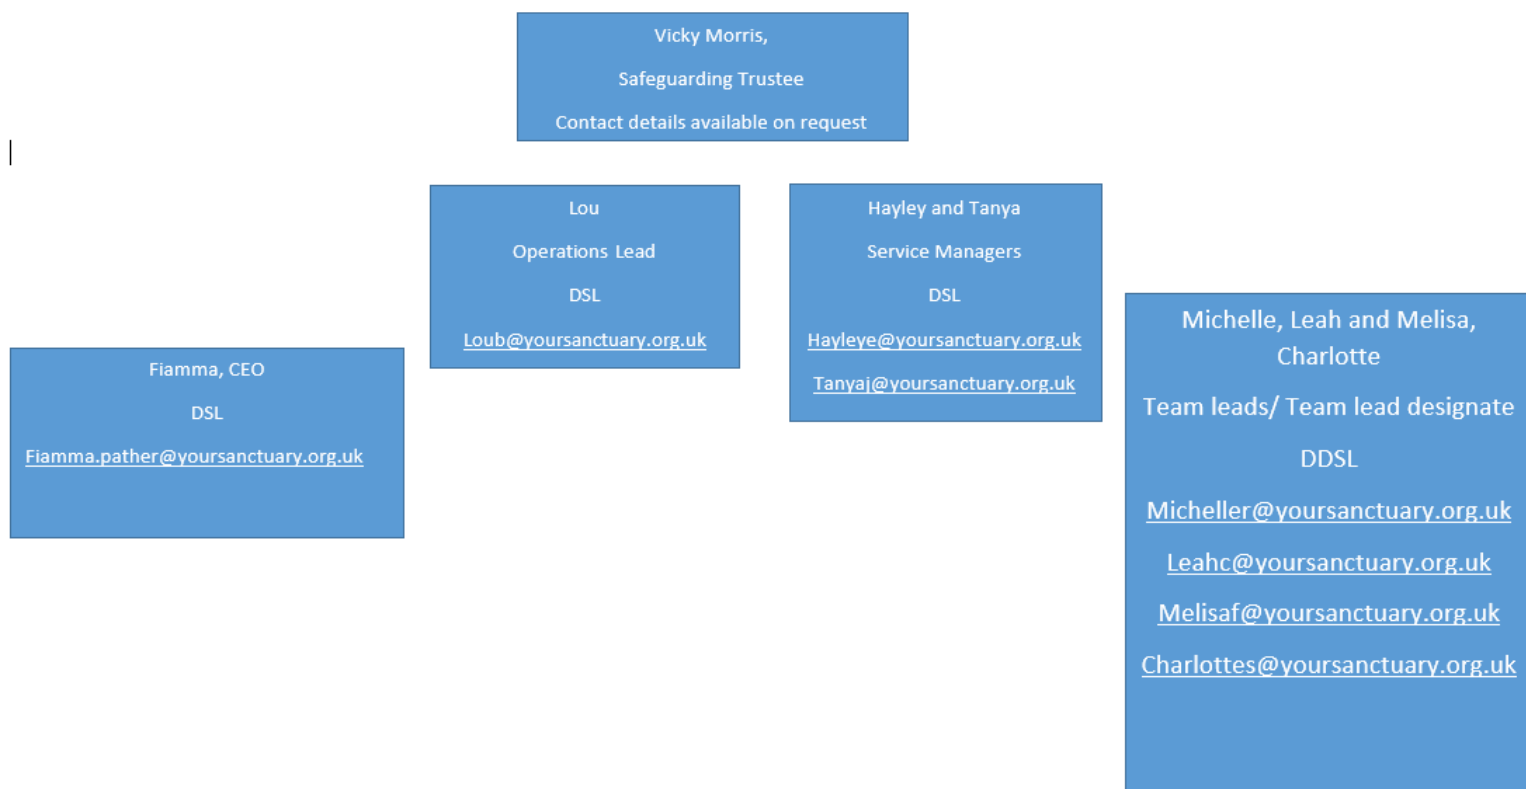 Vicky Morris,
Safeguarding Trustee
Contact details available on request
Lou
Operations Lead
DSL
Loub@yoursanctuary.org.uk
Hayley and Tanya
Service Managers
DSL
Hayleye@yoursanctuary.org.uk
Tanyaj@yoursanctuary.org.uk
Fiamma, CEO
DSL
Fiamma.pather@yoursanctuary.org.uk
Michelle, Leah and Melisa,
Charlotte
Team leads/ Team lead designate
DDSL
Micheller@yoursanctuary.org.uk
Leahc@yoursanctuary.org.uk
Melisaf@yoursanctuary.org.uk
Charlottes@yoursanctuary.org.uk